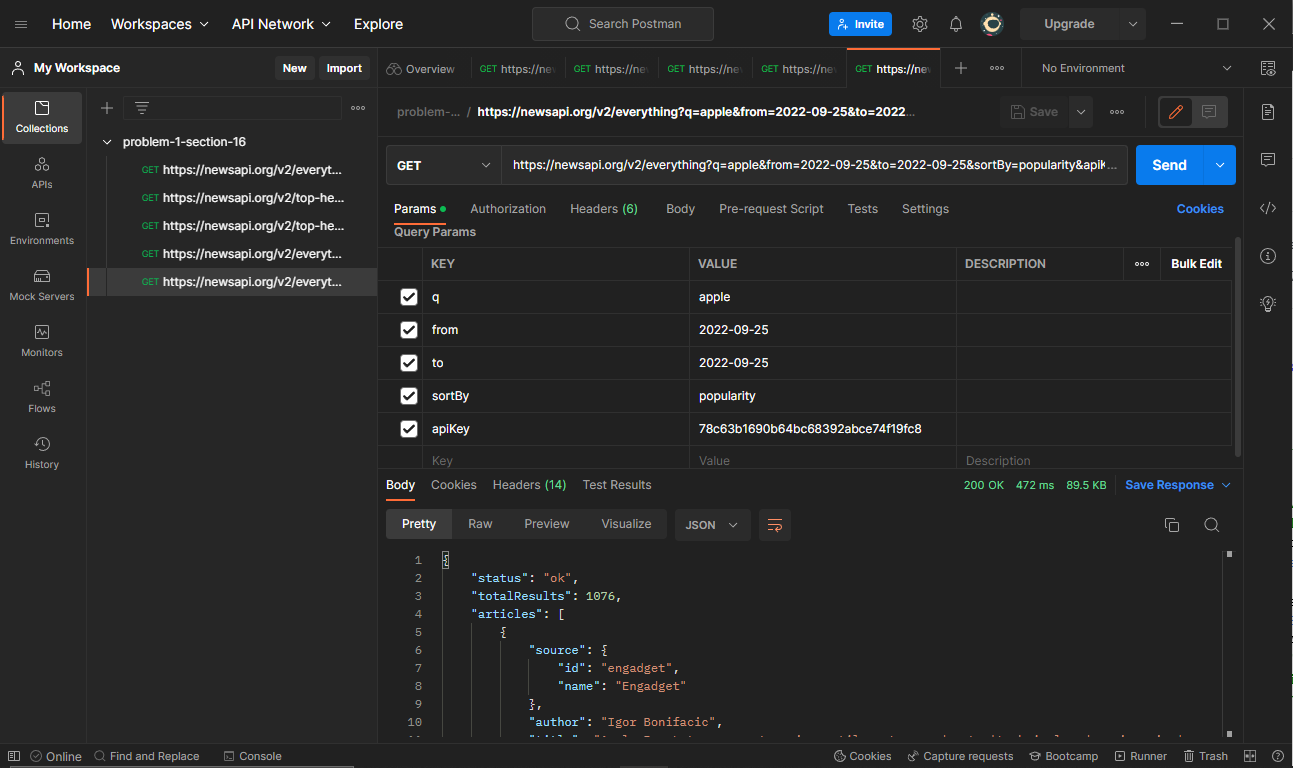 Home Workspaces API Network Explore Search Postman Invite Upgrade
My Workspace New Import
Overview GET https://nev GET https://nev GET https://nev GET https://nev GET https://nev No Environment
Collections
APIs
Environments
Mock Servers
Monitors
Flows
History
problem-1-section-16
GET https://newsapi.org/v2/everyt...
GET https://newsapi.org/v2/top-he...
GET https://newsapi.org/v2/top-he...
GET https://newsapi.org/v2/everyt...
GET https://newsapi.org/v2/everyt...
problem-... / https://newsapi.org/v2/everything?q=apple&from=2022-09-25&to=2022... Save
GET https://newsapi.org/v2/everything?q=apple&from=2022-09-25&to=2022-09-25&sortBy=popularity&apiK... Send
Params Authorization Headers (6) Body Pre-request Script Tests Settings Cookies
Query Params
KEY VALUE DESCRIPTION Bulk Edit
q apple
from 2022-09-25
to 2022-09-25
sortBy popularity
apiKey 78c63b1690b64bc68392abce74f19fc8
Key Value Description
Body Cookies Headers (14) Test Results 200 OK 472 ms 89.5 KB Save Response
Pretty Raw Preview Visualize JSON
1 {
2 "status": "ok",
3 "totalResults": 1076,
4 "articles": [
5 {
6 "source": {
7 "id": "engadget",
8 "name": "Engadget"
9 },
10 "author": "Igor Bonifacic",
Online Find and Replace Console Cookies Capture requests Bootcamp Runner Trash